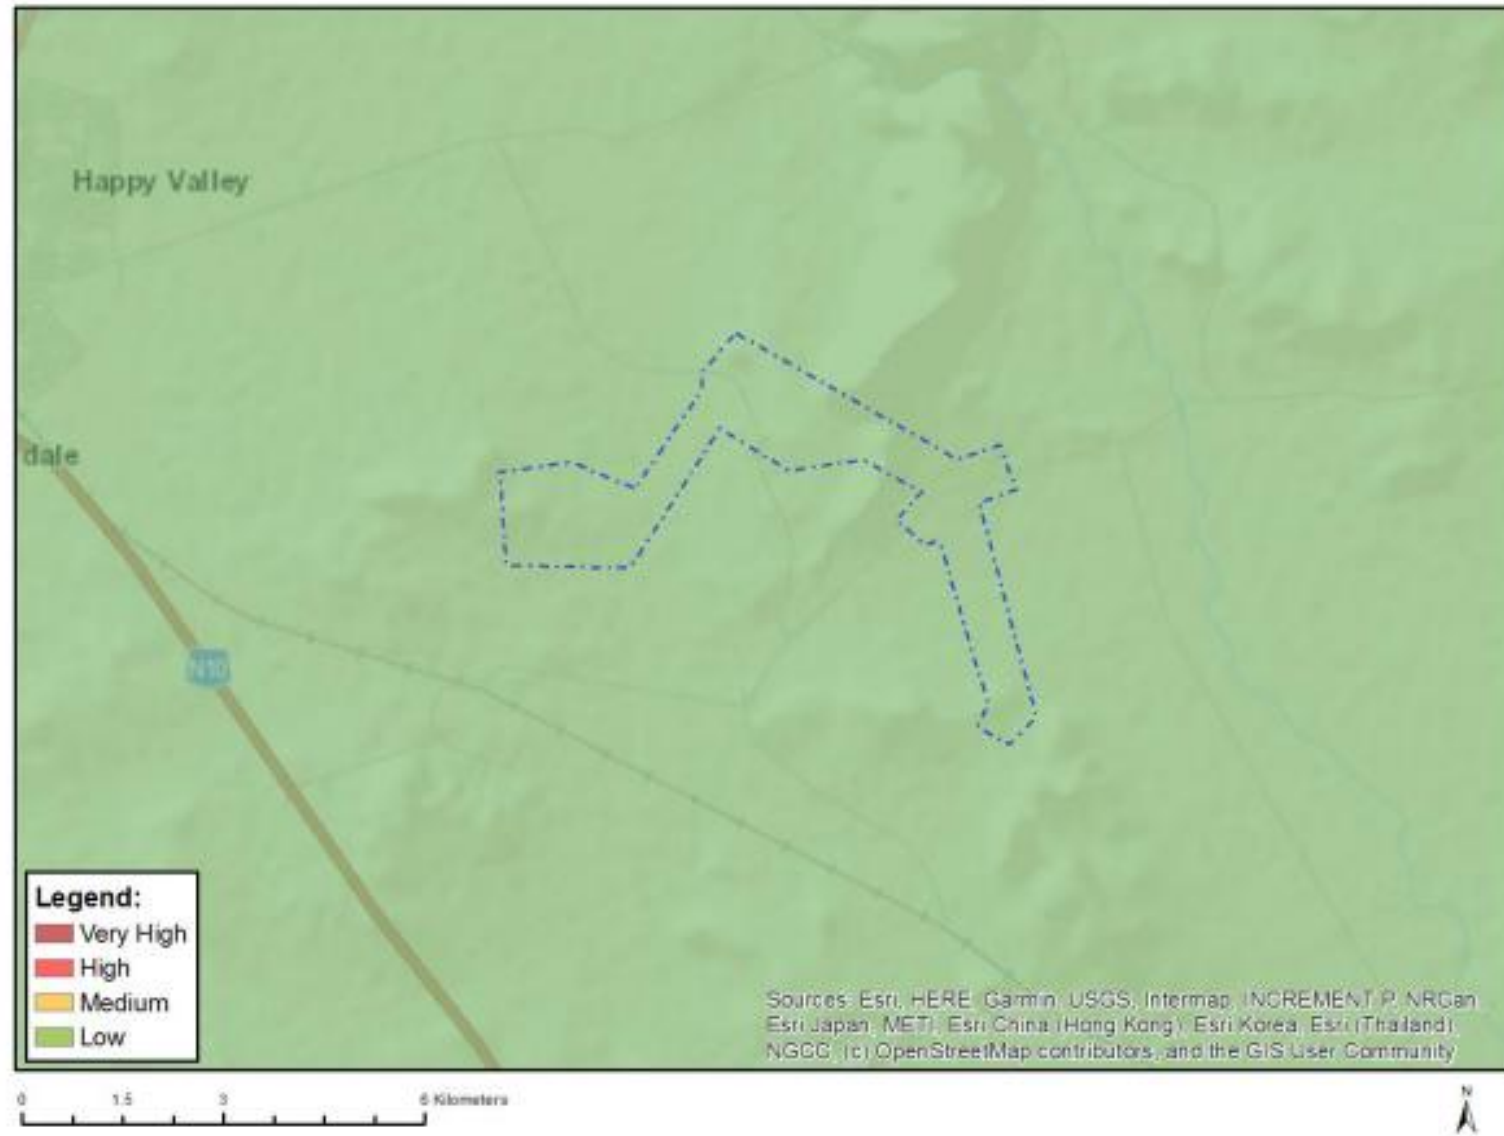 Happy Valley
dale
N10
Legend:
Very High
High
Medium
Low
Sources: Esri, HERE, Garmin, USGS, Intermap, INCREMENT P, NRCan,
Esri Japan, METI, Esri China (Hong Kong), Esri Korea, Esri (Thailand),
NGCC, (c) OpenStreetMap contributors, and the GIS User Community
0 1.5 3 6 Kilometers
N